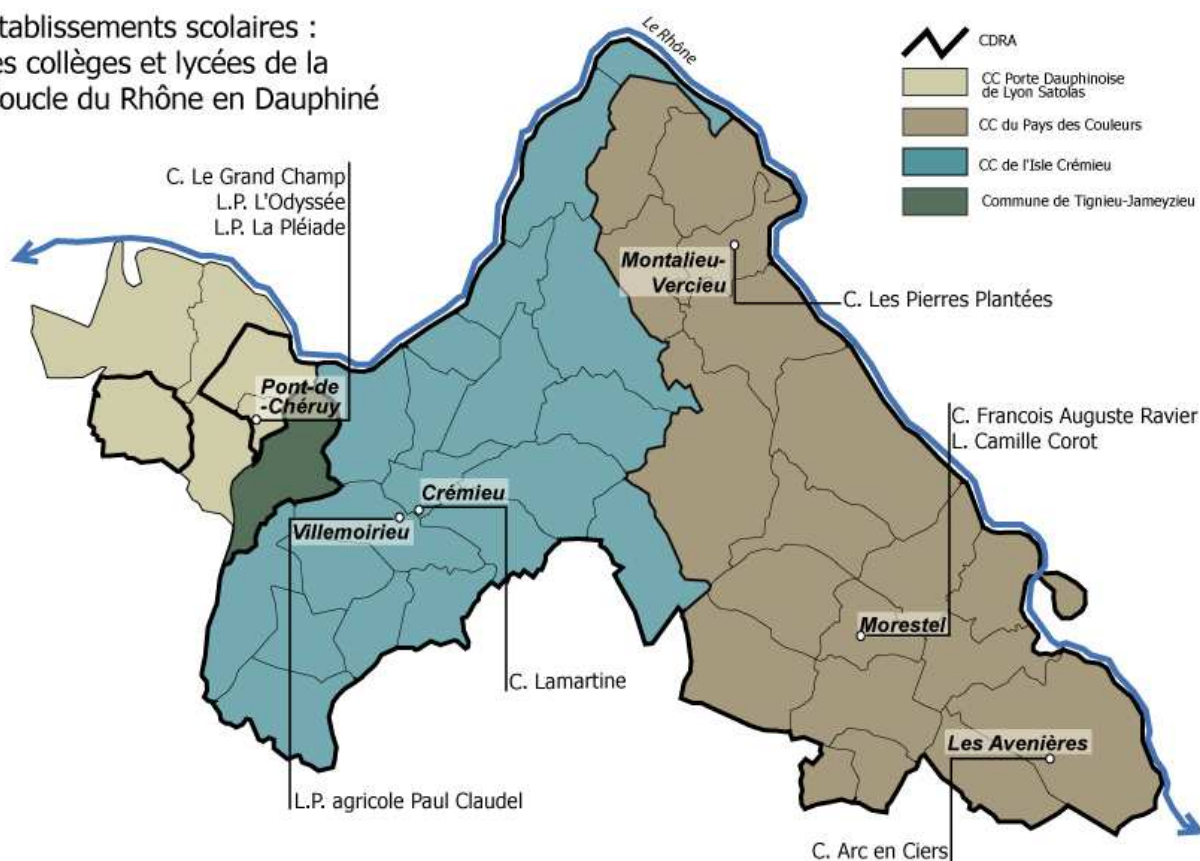 tablissements scolaires :
es collèges et lycées de la
oucle du Rhône en Dauphiné
Le Rhône
CDRA
CC Porte Dauphinoise
de Lyon Satolas
CC du Pays des Couleurs
CC de l'Isle Crémieu
Commune de Tignieu-Jameyzieu
C. Le Grand Champ
L.P. L'Odyssée
L.P. La Pléiade
Montalieu-
Vercieu
C. Les Pierres Plantées
Pont-de
-Chéruy
C. Francois Auguste Ravier
L. Camille Corot
Crémieu
Villemoirieu
Morestel
C. Lamartine
Les Avenières
L.P. agricole Paul Claudel
C. Arc en Ciers